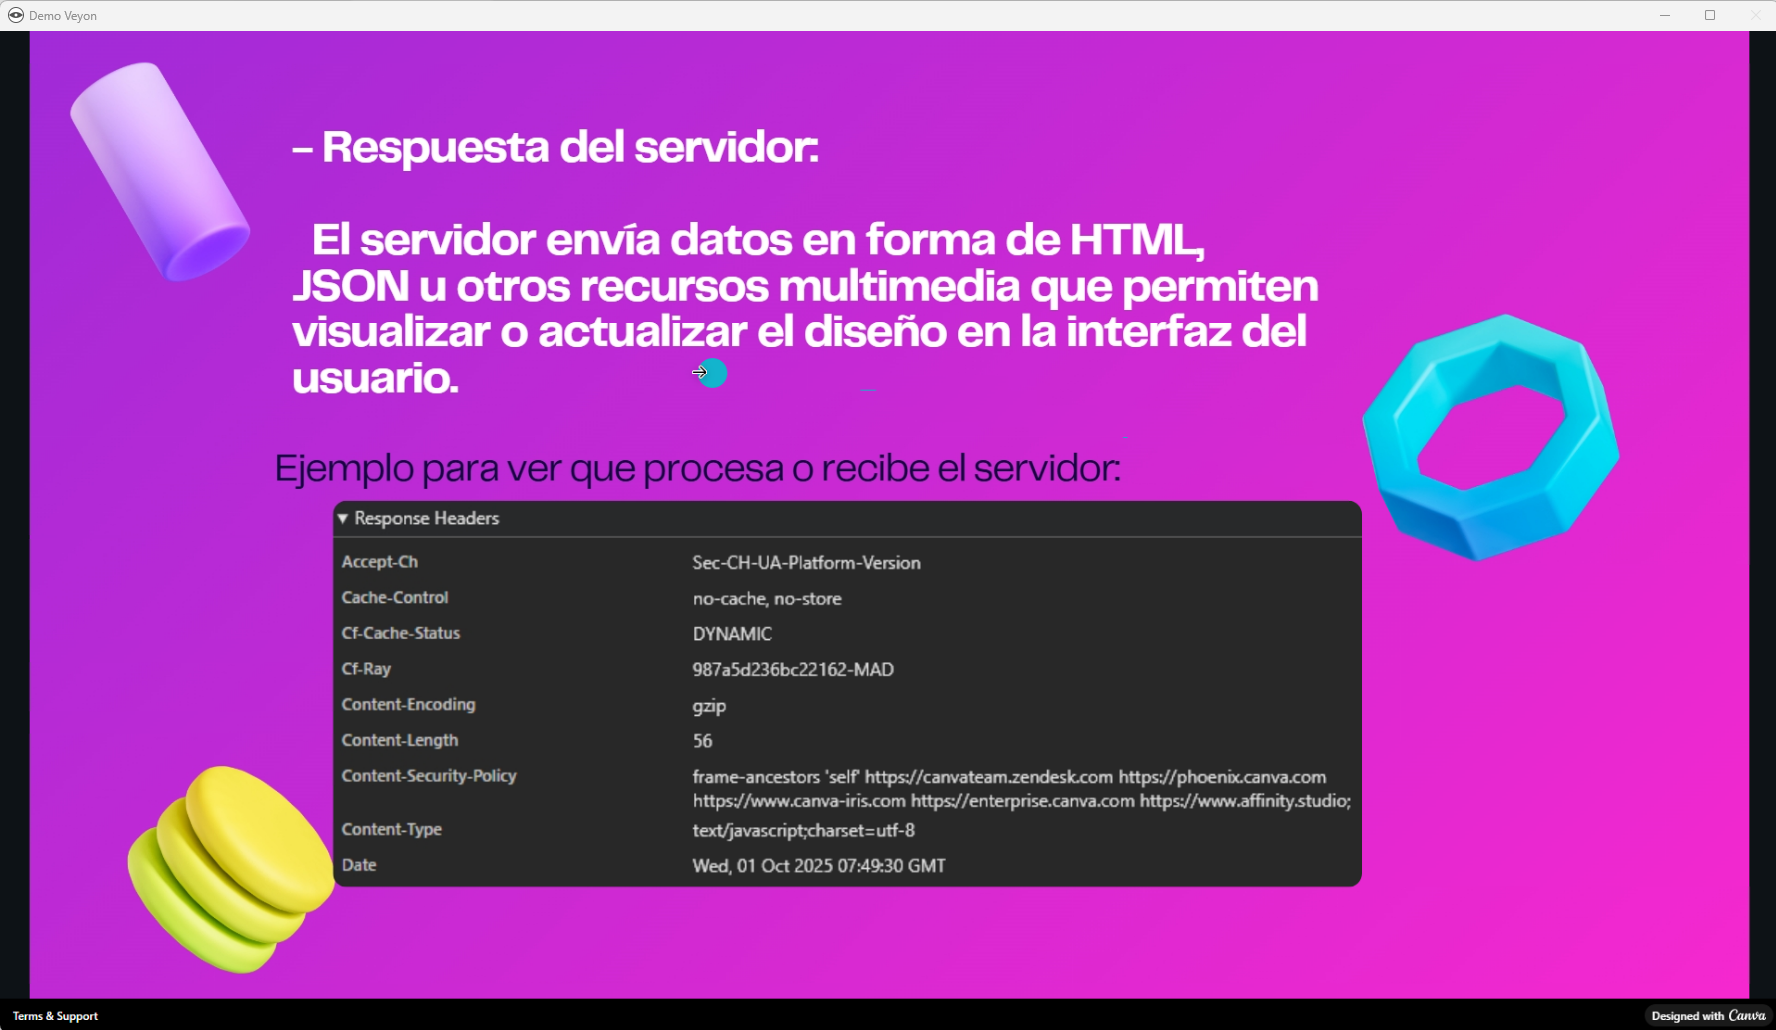 Demo Veyon
– Respuesta del servidor:
El servidor envía datos en forma de HTML,
JSON u otros recursos multimedia que permiten
visualizar o actualizar el diseño en la interfaz del
usuario.
Ejemplo para ver que procesa o recibe el servidor:
▼ Response Headers
Accept-Ch Sec-CH-UA-Platform-Version
Cache-Control no-cache, no-store
Cf-Cache-Status DYNAMIC
Cf-Ray 987a5d236bc22162-MAD
Content-Encoding gzip
Content-Length 56
Content-Security-Policy frame-ancestors 'self' https://canvateam.zendesk.com https://phoenix.canva.com
https://www.canva-iris.com https://enterprise.canva.com https://www.affinity.studio;
Content-Type text/javascript;charset=utf-8
Date Wed, 01 Oct 2025 07:49:30 GMT
Terms & Support
Designed with Canva